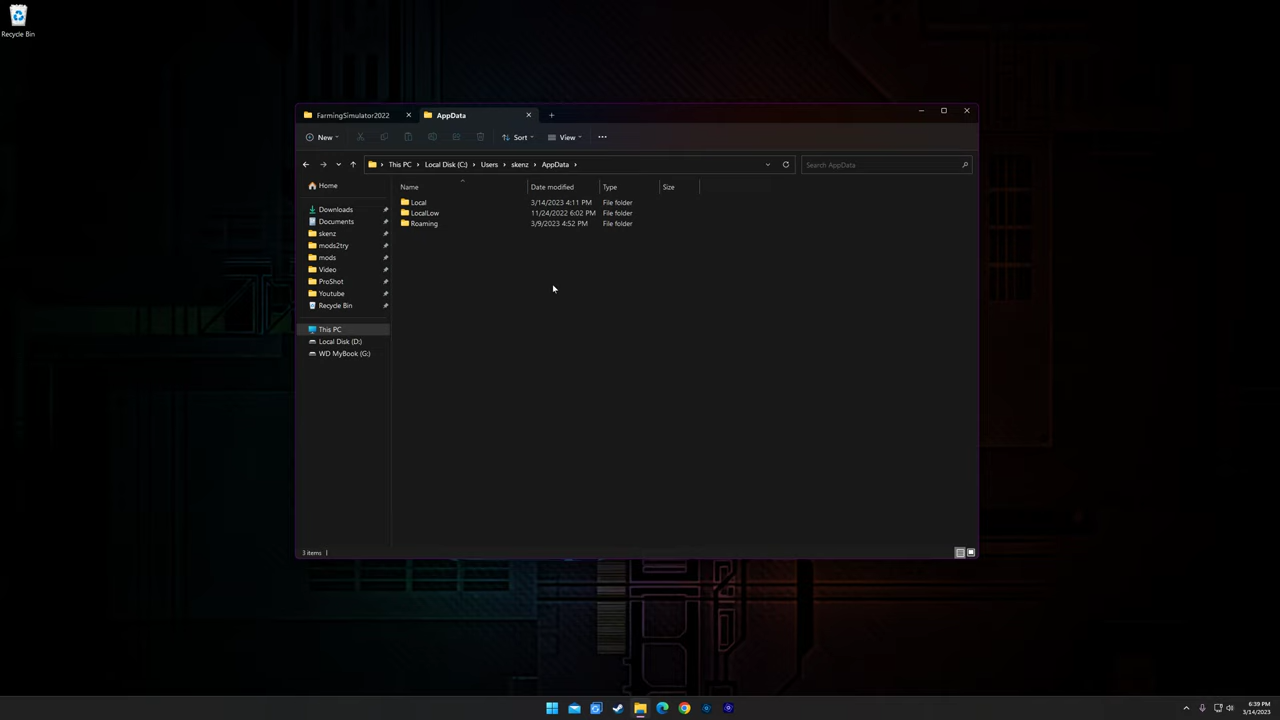 Recycle Bin
FarmingSimulator2022
AppData
New
Sort
View
This PC
Local Disk (C:)
Users
skenz
AppData
Search AppData
Home
Downloads
Documents
skenz
mods2try
mods
Video
ProShot
Youtube
Recycle Bin
This PC
Local Disk (D:)
WD MyBook (G:)
Name Date modified Type Size
Local 3/14/2023 4:11 PM File folder
LocalLow 11/24/2022 6:02 PM File folder
Roaming 3/9/2023 4:52 PM File folder
3 items
6:39 PM
3/14/2023